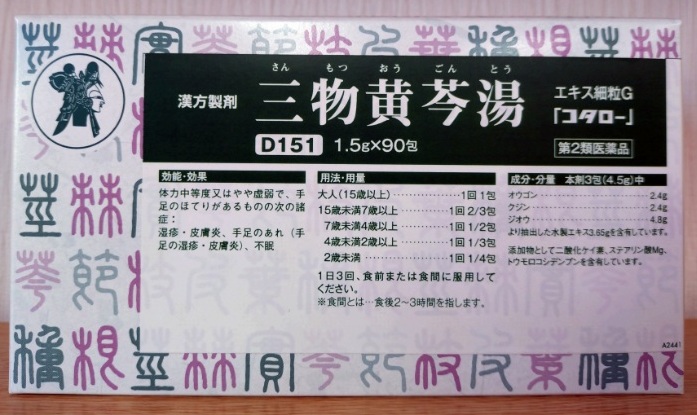 さん もつ おう ごん とう
漢方製剤 三物黄芩湯 エキス細粒G「コタロー」
D151 1.5g×90包 第2類医薬品
効能・効果
体力中等度又はやや虚弱で、手
足のほてりがあるものの次の諸
症：
湿疹・皮膚炎、手足のあれ（手
足の湿疹・皮膚炎）、不眠
用法・用量
大人（15歳以上）…………1回 1包
15歳未満7歳以上…………1回 2/3包
7歳未満4歳以上…………1回 1/2包
4歳未満2歳以上…………1回 1/3包
2歳未満…………1回 1/4包
1日3回、食前または食間に服用して
ください。
※食間とは…食後2〜3時間を指します。
成分・分量 本剤3包（4.5g）中
オウゴン…………2.4g
クジン…………2.4g
ジオウ…………4.8g
より抽出した水製エキス3.65gを含有しています。
添加物として二酸化ケイ素、ステアリン酸Mg、
トウモロコシデンプンを含有しています。
A2441